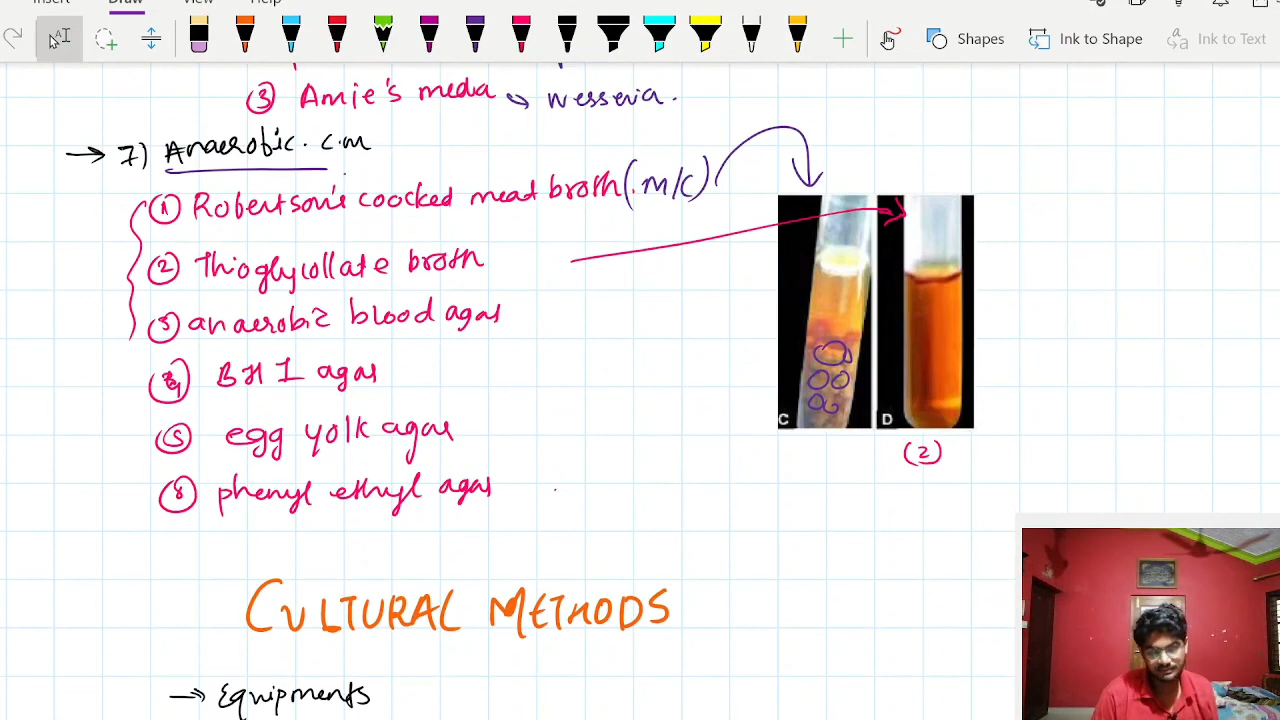 Insert
Draw
Shapes
Ink to Shape
Ink to Text
③ Amie's media ↪ Nesseria.
→ 7) Anaerobic. c.m
① Robertson's coocked meat broth (.m/c)
② Thioglycollate broth
③ anaerobic blood agar
④ BHI agar
C
D
⑤ egg yolk agar
(2)
⑥ phenyl ethyl agar
CULTURAL METHODS
→ Equipments